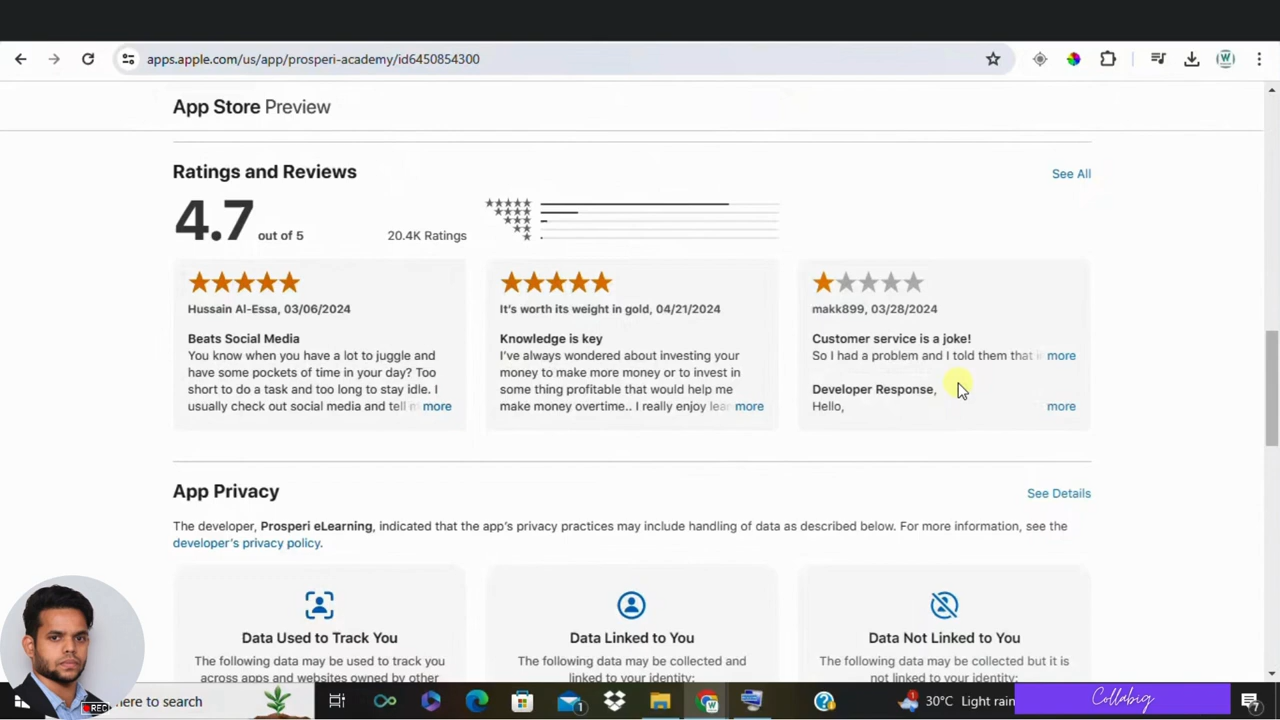 apps.apple.com/us/app/prosperi-academy/id6450854300
App Store Preview
Ratings and Reviews
See All
4.7 out of 5
20.4K Ratings
Hussain Al-Essa, 03/06/2024
Beats Social Media
You know when you have a lot to juggle and
have some pockets of time in your day? Too
short to do a task and too long to stay idle. I
usually check out social media and tell more
It's worth its weight in gold, 04/21/2024
Knowledge is key
I've always wondered about investing your
money to make more money or to invest in
some thing profitable that would help me
make money overtime.. I really enjoy more
makk899, 03/28/2024
Customer service is a joke!
So I had a problem and I told them that more
Developer Response,
Hello, more
App Privacy
See Details
The developer, Prosperi eLearning, indicated that the app's privacy practices may include handling of data as described below. For more information, see the
developer's privacy policy.
Data Used to Track You
The following data may be used to track you
across apps and websites owned by other
Data Linked to You
The following data may be collected and
linked to your identity:
Data Not Linked to You
The following data may be collected but it is
not linked to your identity:
REC
here to search
1
30°C Light rain
Collabig
7